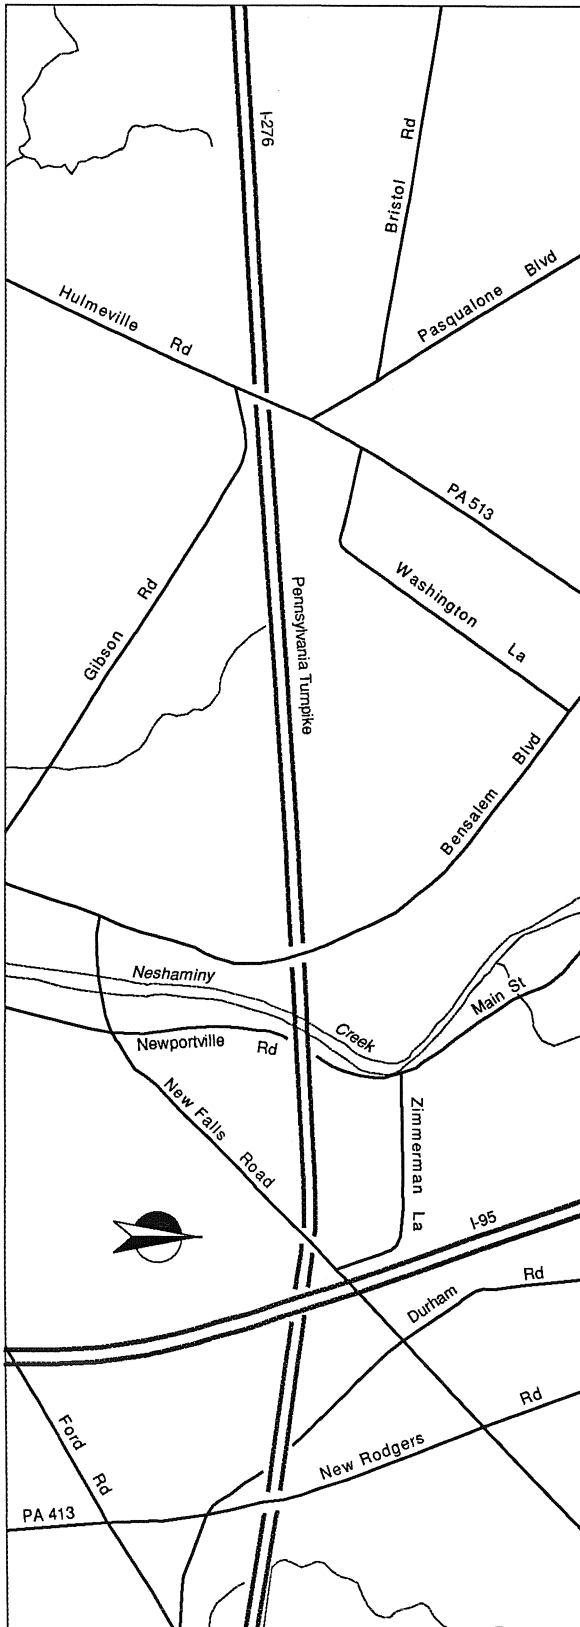 I-276
Bristol Rd
Pasqualone Blvd
Hulmeville Rd
PA 513
Washington La
Gibson Rd
Pennsylvania Turnpike
Bensalem Blvd
Neshaminy Creek
Main St
Newportville Rd
New Falls Road
Zimmerman La
I-95
Durham Rd
Ford Rd
New Rodgers Rd
PA 413